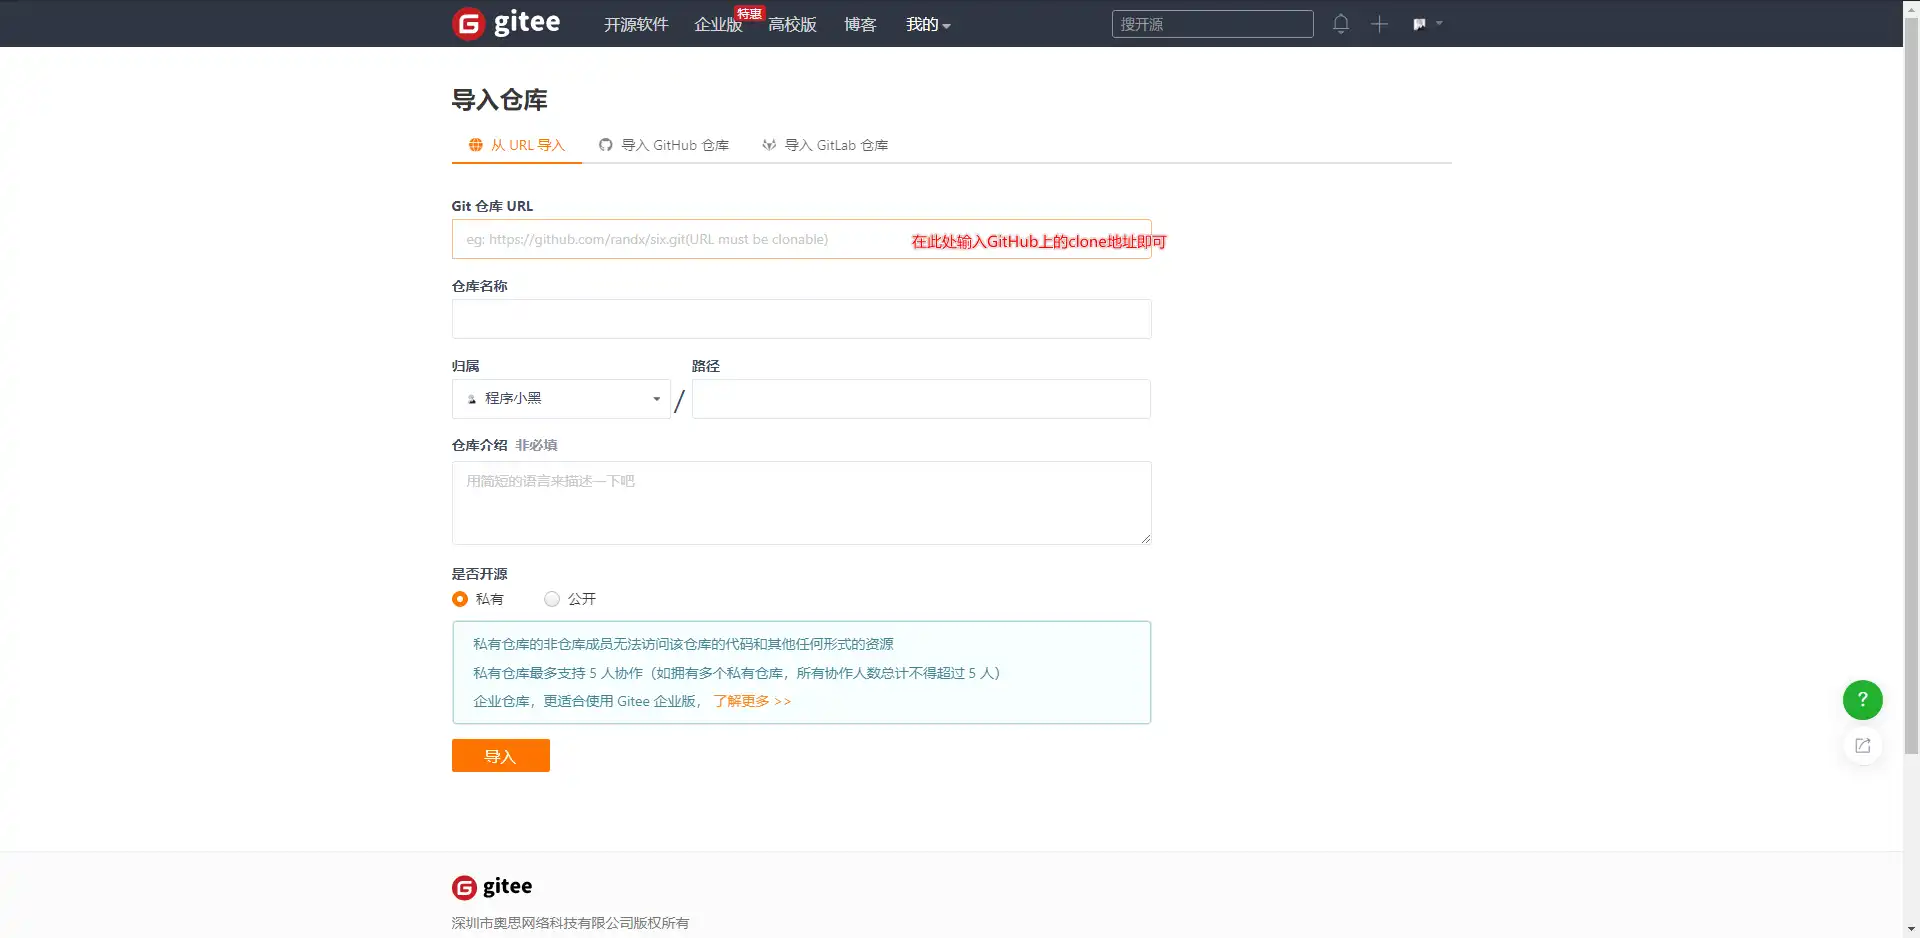 gitee
开源软件
企业版
特惠
高校版
博客
我的
搜开源
导入仓库
从 URL 导入
导入 GitHub 仓库
导入 GitLab 仓库
Git 仓库 URL
eg: https://github.com/randx/six.git(URL must be clonable)
在此处输入GitHub上的clone地址即可
仓库名称
归属
路径
程序小黑
/
仓库介绍 非必填
用简短的语言来描述一下吧
是否开源
私有
公开
私有仓库的非仓库成员无法访问该仓库的代码和其他任何形式的资源
私有仓库最多支持 5 人协作（如拥有多个私有仓库，所有协作人数总计不得超过 5 人）
企业仓库，更适合使用 Gitee 企业版， 了解更多 >>
导入
?
gitee
深圳市奥思网络科技有限公司版权所有